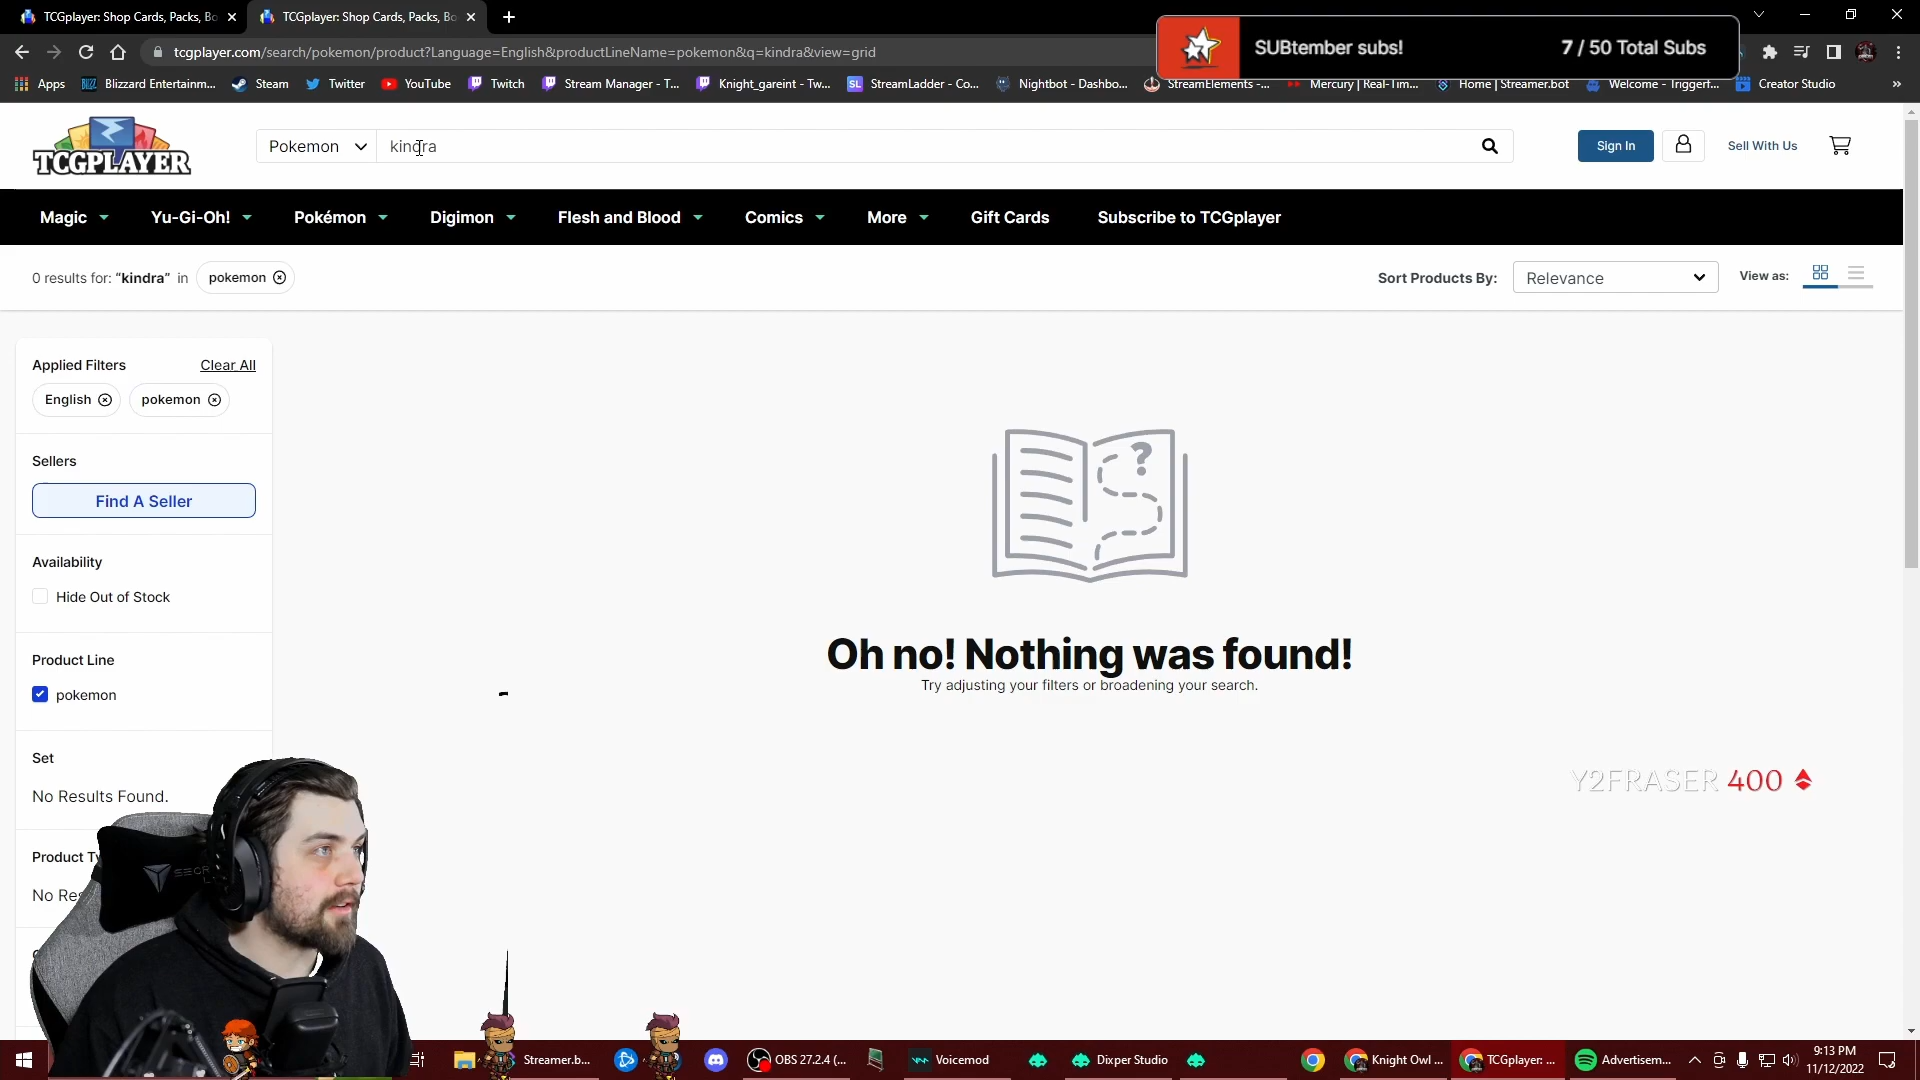 TCGplayer: Shop Cards, Packs, Bo
TCGplayer: Shop Cards, Packs, Bo
tcgplayer.com/search/pokemon/product?Language=English&productLineName=pokemon&q=kindra&view=grid
SUBtember subs! 7 / 50 Total Subs
Apps Blizzard Entertainm... Steam Twitter YouTube Twitch Stream Manager - T... Knight_gareint - Tw... SL StreamLadder - Co... Nightbot - Dashbo... StreamElements -... Mercury | Real-Tim... Home | Streamer.bot Welcome - Triggerf... Creator Studio »
TCGPLAYER
Pokemon kindra Sign In Sell With Us
Magic Yu-Gi-Oh! Pokémon Digimon Flesh and Blood Comics More Gift Cards Subscribe to TCGplayer
0 results for: “kindra” in pokemon Sort Products By: Relevance View as:
Applied Filters Clear All
English pokemon
Sellers
Find A Seller
Availability
Hide Out of Stock
Product Line
pokemon
Oh no! Nothing was found!
Try adjusting your filters or broadening your search.
Set
No Results Found.
Y2FRASER 400
Product Ty
No Res
Streamer.b... OBS 27.2.4 (... Voicemod Dixper Studio Knight Owl ... TCGplayer: ... Advertisem...
9:13 PM
11/12/2022